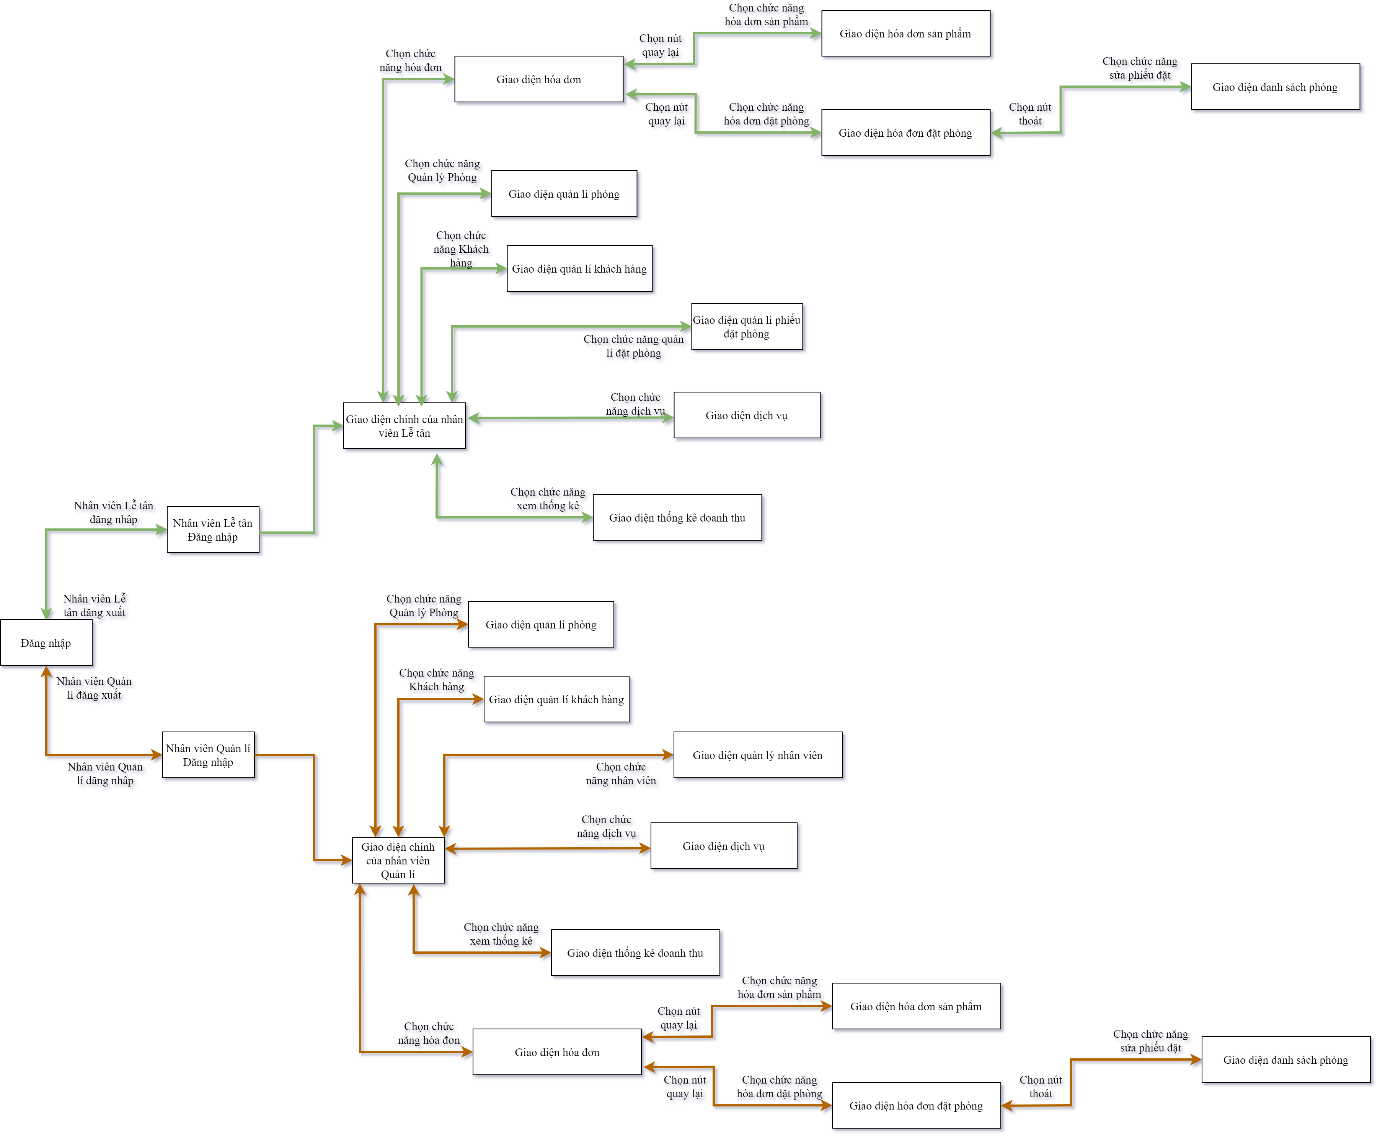 Chọn chức năng
hóa đơn sản phẩm
Giao diện hóa đơn sản phẩm
Chọn nút
quay lại
Chọn chức
năng hóa đơn
Giao diện hóa đơn
Chọn chức năng
sửa phiếu đặt
Giao diện danh sách phòng
Chọn nút
quay lại
Chọn chức năng
hóa đơn đặt phòng
Giao diện hóa đơn đặt phòng
Chọn nút
thoát
Chọn chức năng
Quản lý Phòng
Giao diện quản lí phòng
Chọn chức
năng Khách
hàng
Giao diện quản lí khách hàng
Giao diện quản lí phiếu
đặt phòng
Chọn chức năng quản
lí đặt phòng
Chọn chức
năng dịch vụ
Giao diện dịch vụ
Giao diện chính của nhân
viên Lễ tân
Chọn chức năng
xem thống kê
Giao diện thống kê doanh thu
Nhân viên Lễ tân
đăng nhâp
Nhân viên Lễ tân
Đăng nhập
Nhân viên Lễ
tân đăng xuất
Đăng nhập
Nhân viên Quản
lí đăng xuất
Nhân viên Quản
lí đăng nhâp
Nhân viên Quản lí
Đăng nhập
Chọn chức năng
Quản lý Phòng
Giao diện quản lí phòng
Chọn chức năng
Khách hàng
Giao diện quản lí khách hàng
Giao diện quản lý nhân viên
Chọn chức
năng nhân viên
Chọn chức
năng dịch vụ
Giao diện dịch vụ
Giao diện chính
của nhân viên
Quản lí
Chọn chức năng
xem thống kê
Giao diện thống kê doanh thu
Chọn chức năng
hóa đơn sản phẩm
Giao diện hóa đơn sản phẩm
Chọn nút
quay lại
Chọn chức
năng hóa đơn
Giao diện hóa đơn
Chọn chức năng
sửa phiếu đặt
Giao diện danh sách phòng
Chọn nút
quay lại
Chọn chức năng
hóa đơn đặt phòng
Giao diện hóa đơn đặt phòng
Chọn nút
thoát